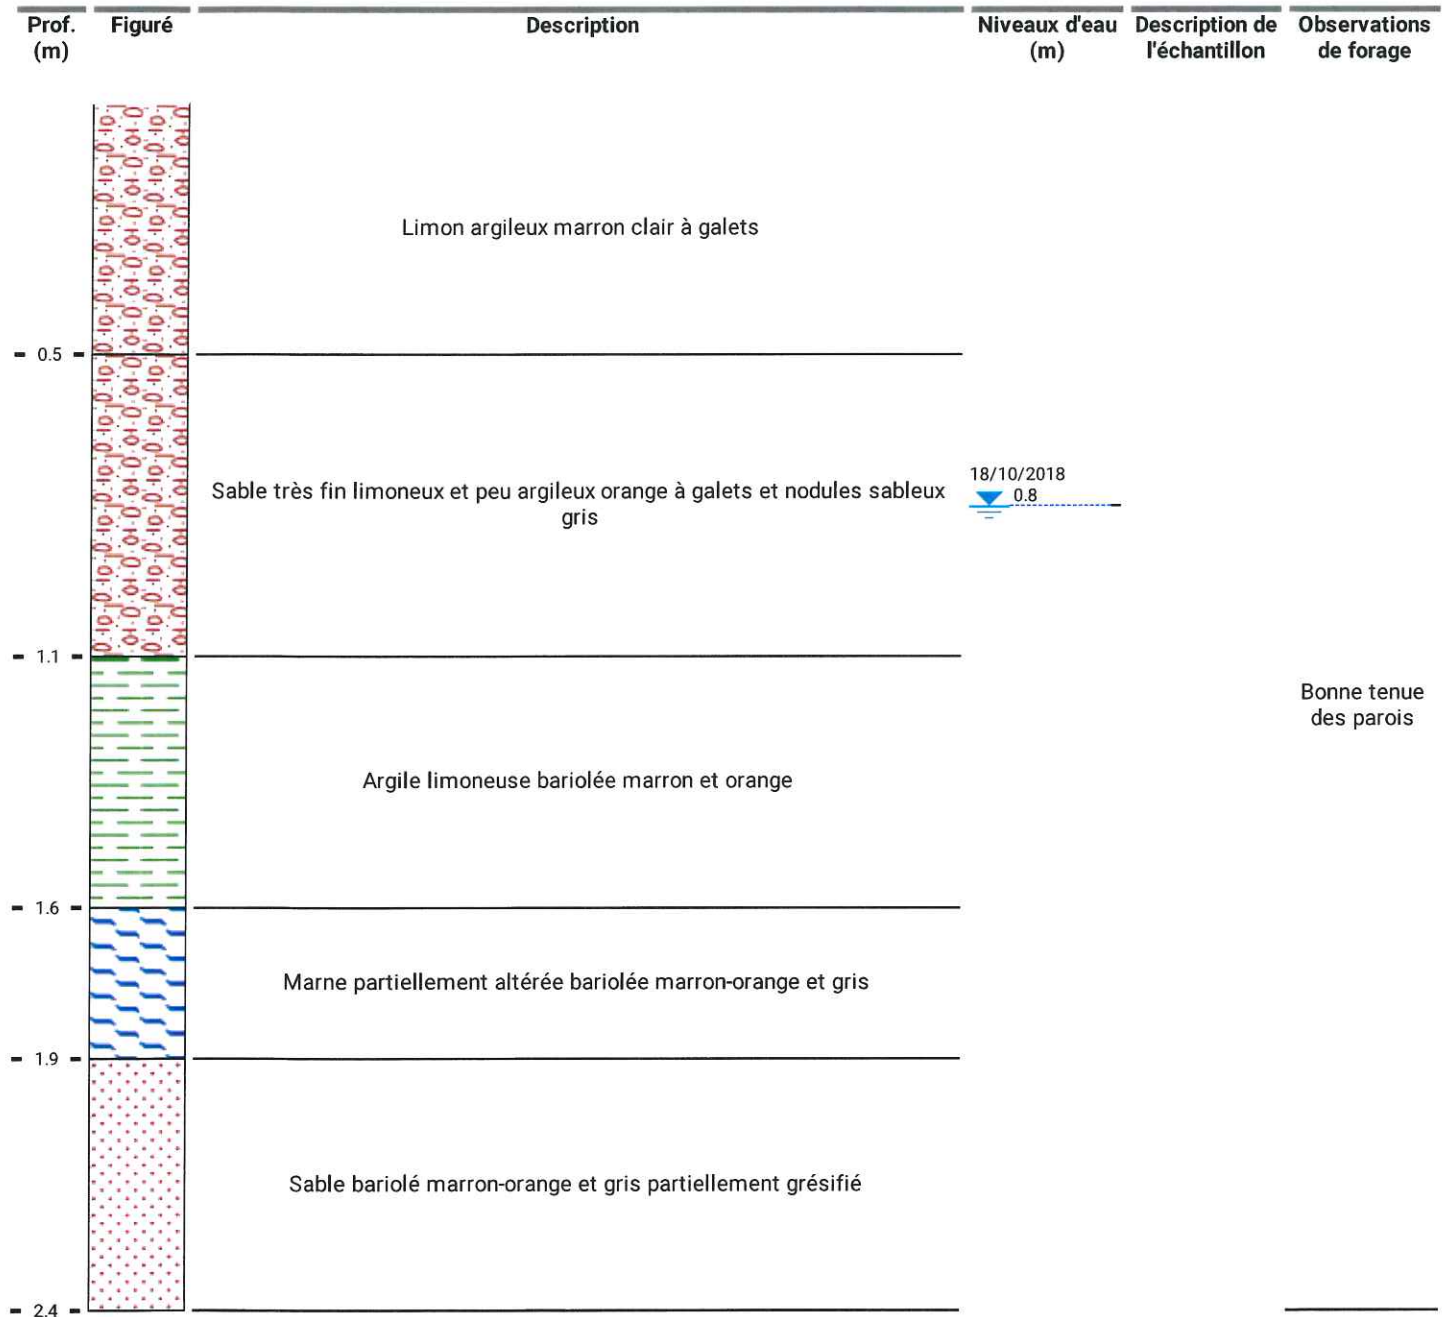 Prof.
(m)
Figuré
Description
Niveaux d'eau
(m)
Description de
l'échantillon
Observations
de forage
Limon argileux marron clair à galets
0.5
Sable très fin limoneux et peu argileux orange à galets et nodules sableux
gris
18/10/2018
0.8
1.1
Bonne tenue
des parois
Argile limoneuse bariolée marron et orange
1.6
Marne partiellement altérée bariolée marron-orange et gris
1.9
Sable bariolé marron-orange et gris partiellement grésifié
2.4